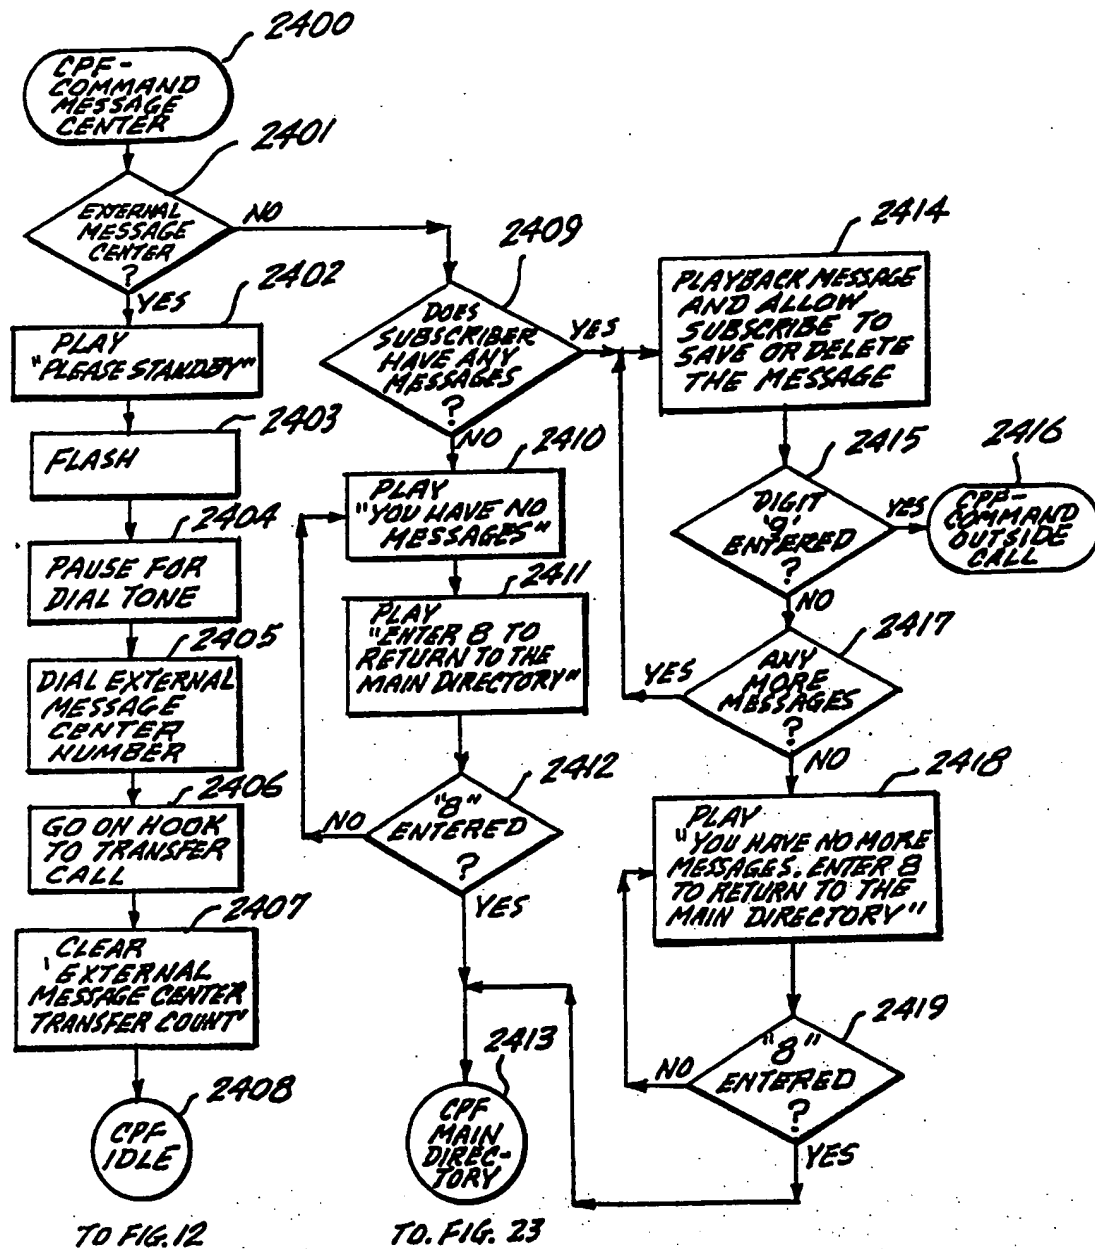 2400
CPF-
COMMAND
MESSAGE
CENTER
2401
EXTERNAL
MESSAGE
CENTER
?
NO
YES
2402
PLAY
"PLEASE STANDBY"
2403
FLASH
2404
PAUSE FOR
DIAL TONE
2405
DIAL EXTERNAL
MESSAGE
CENTER
NUMBER
2406
GO ON HOOK
TO TRANSFER
CALL
2407
CLEAR
'EXTERNAL
MESSAGE CENTER
TRANSFER COUNT'
2408
CPF
IDLE
TO FIG. 12
2409
DOES
SUBSCRIBER
HAVE ANY
MESSAGES
?
YES
NO
2410
PLAY
"YOU HAVE NO
MESSAGES"
2411
PLAY
"ENTER 8 TO
RETURN TO THE
MAIN DIRECTORY"
2412
"8"
ENTERED
?
NO
YES
2413
CPF
MAIN
DIREC-
TORY
TO. FIG. 23
2414
PLAYBACK MESSAGE
AND ALLOW
SUBSCRIBE TO
SAVE OR DELETE
THE MESSAGE
2415
DIGIT
'9'
ENTERED
?
YES
NO
2416
CPF-
COMMAND
OUTSIDE
CALL
2417
ANY
MORE
MESSAGES
?
YES
NO
2418
PLAY
"YOU HAVE NO MORE
MESSAGES. ENTER 8
TO RETURN TO THE
MAIN DIRECTORY"
2419
"8"
ENTERED
?
NO
YES